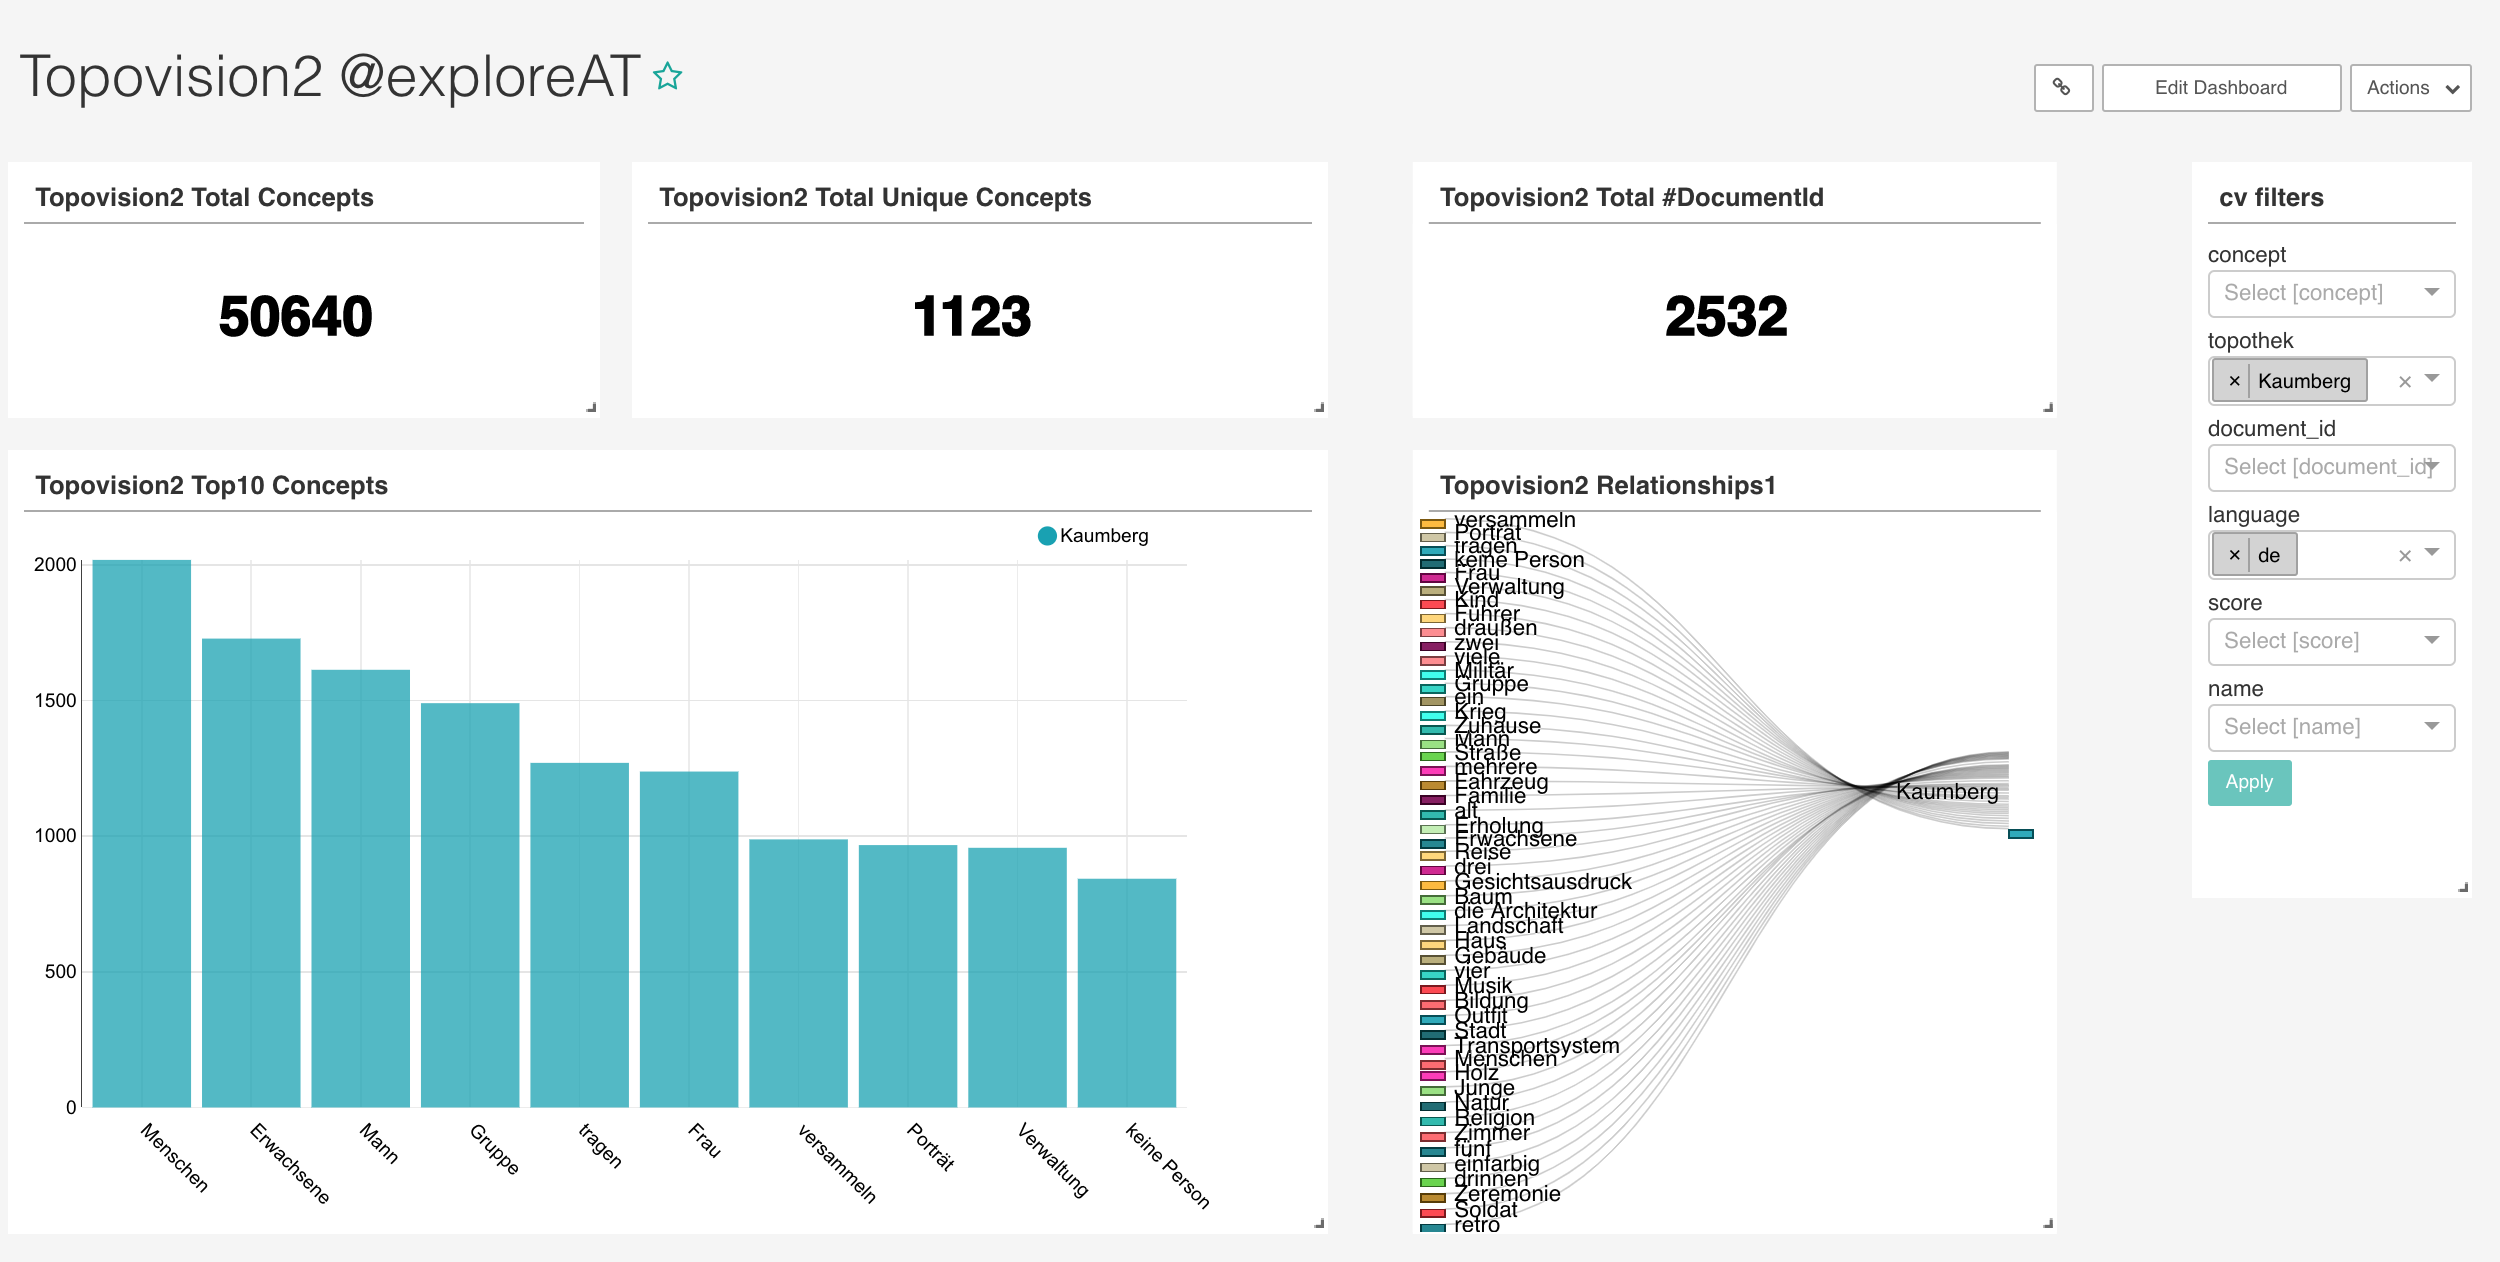 Topovision2 @exploreAT
Edit Dashboard
Actions
Topovision2 Total Concepts
50640
Topovision2 Total Unique Concepts
1123
Topovision2 Total #DocumentId
2532
cv filters
concept
Select [concept]
topothek
× Kaumberg ×
document_id
Select [document_id]
language
× de ×
score
Select [score]
name
Select [name]
Apply
Topovision2 Top10 Concepts
Kaumberg
2000
1500
1000
500
0
Menschen
Erwachsene
Mann
Gruppe
tragen
Frau
versammeln
Porträt
Verwaltung
keine Person
Topovision2 Relationships1
versammeln
Porträt
tragen
keine Person
Frau
Verwaltung
Kind
Führer
draußen
zwei
viele
Militär
Gruppe
ein
Krieg
Zuhause
Mann
Straße
mehrere
Fahrzeug
Familie
alt
Erholung
Erwachsene
Reise
drei
Gesichtsausdruck
Baum
die Architektur
Landschaft
Haus
Gebäude
vier
Musik
Bildung
Outfit
Stadt
Transportsystem
Menschen
Holz
Junge
Natur
Religion
Zimmer
fünf
einfarbig
drinnen
Zeremonie
Soldat
retro
Kaumberg